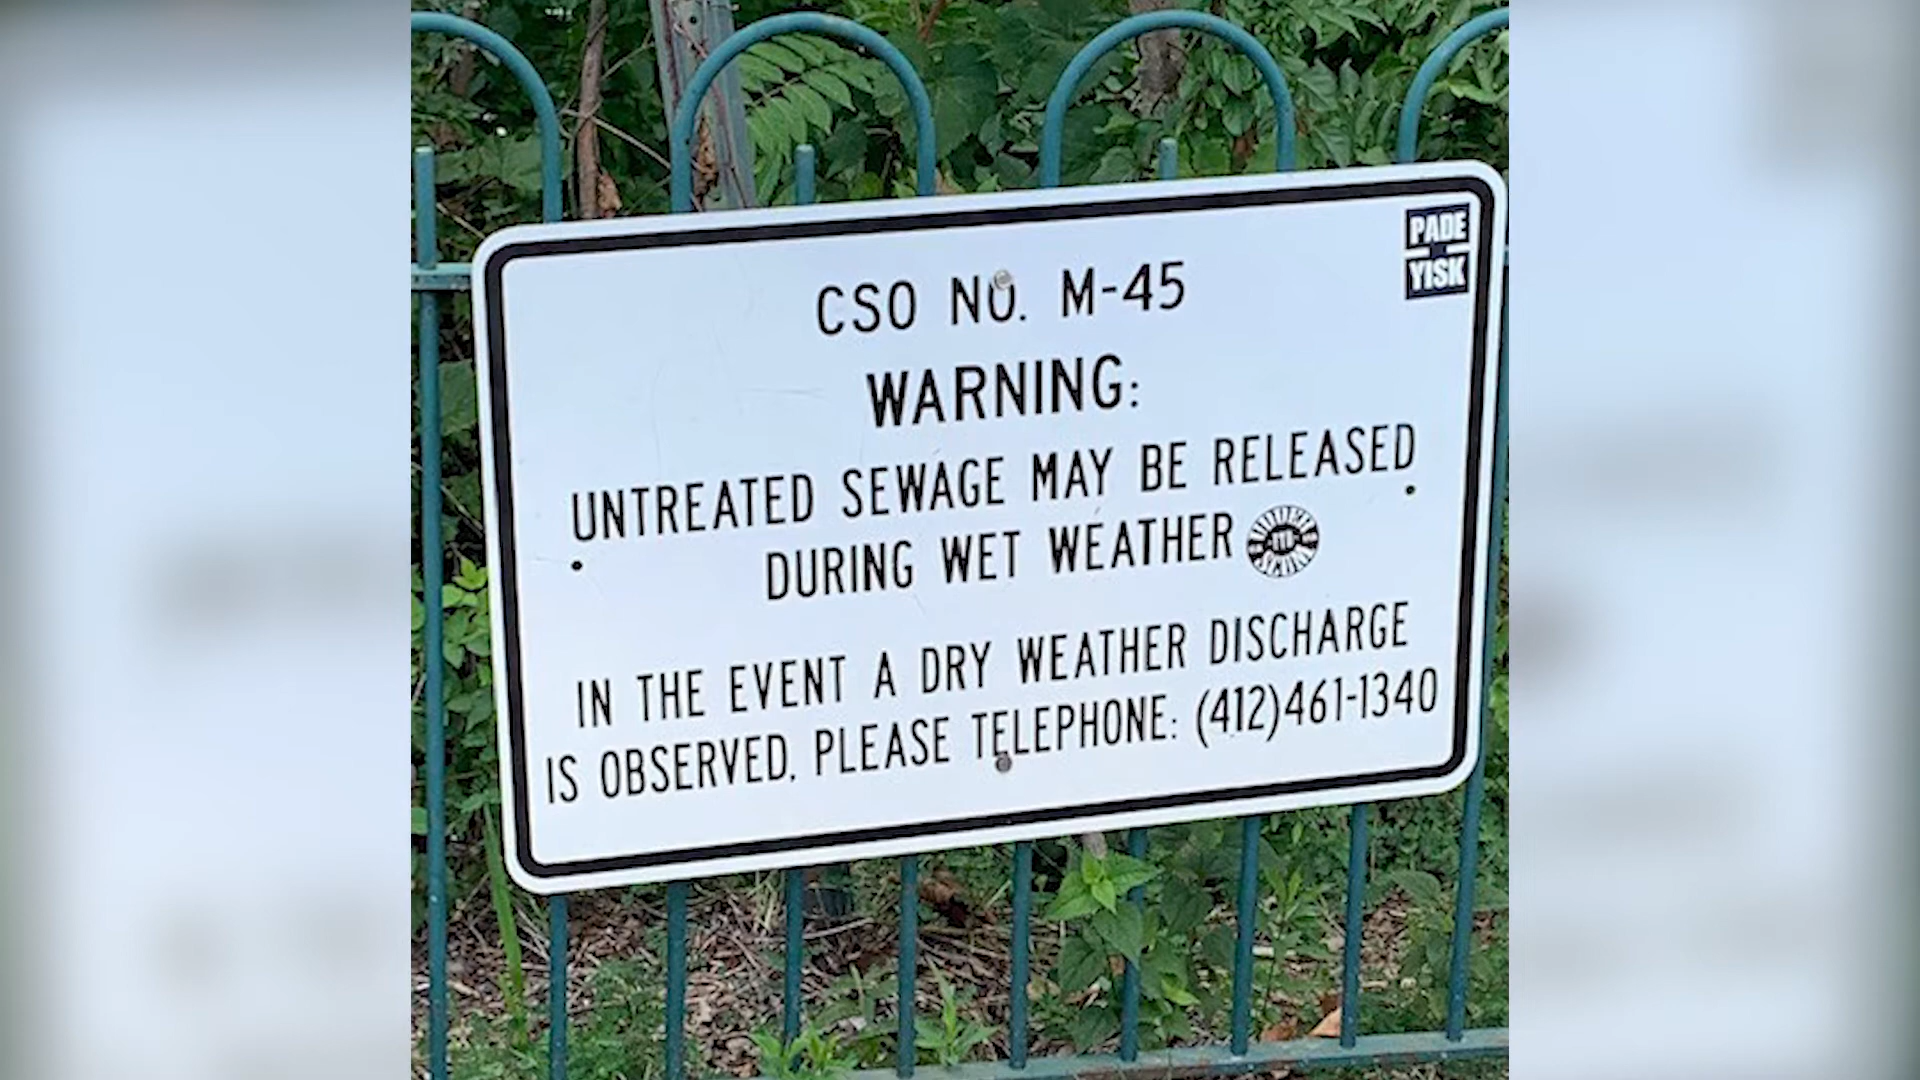 PADE
YISK
CSO NO. M-45
WARNING:
UNTREATED SEWAGE MAY BE RELEASED
DURING WET WEATHER
IN THE EVENT A DRY WEATHER DISCHARGE
IS OBSERVED, PLEASE TELEPHONE: (412)461-1340